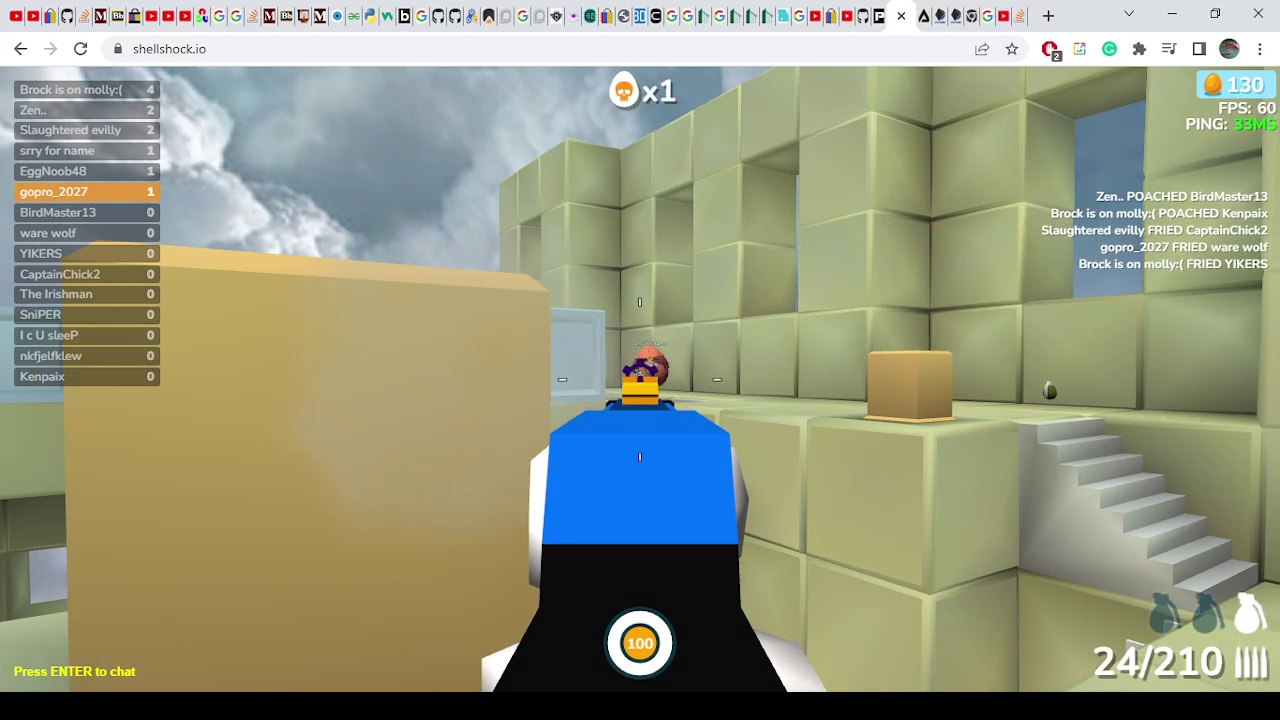 shellshock.io
2
Brock is on molly:( 4
Zen.. 2
Slaughtered evilly 2
srry for name 1
EggNoob48 1
gopro_2027 1
BirdMaster13 0
ware wolf 0
YIKERS 0
CaptainChick2 0
The Irishman 0
SniPER 0
I c U sleeP 0
nkfjelfklew 0
Kenpaix 0
x1
130
FPS: 60
PING: 33MS
Zen.. POACHED BirdMaster13
Brock is on molly:( POACHED Kenpaix
Slaughtered evilly FRIED CaptainChick2
gopro_2027 FRIED ware wolf
Brock is on molly:( FRIED YIKERS
100
Press ENTER to chat
24/210